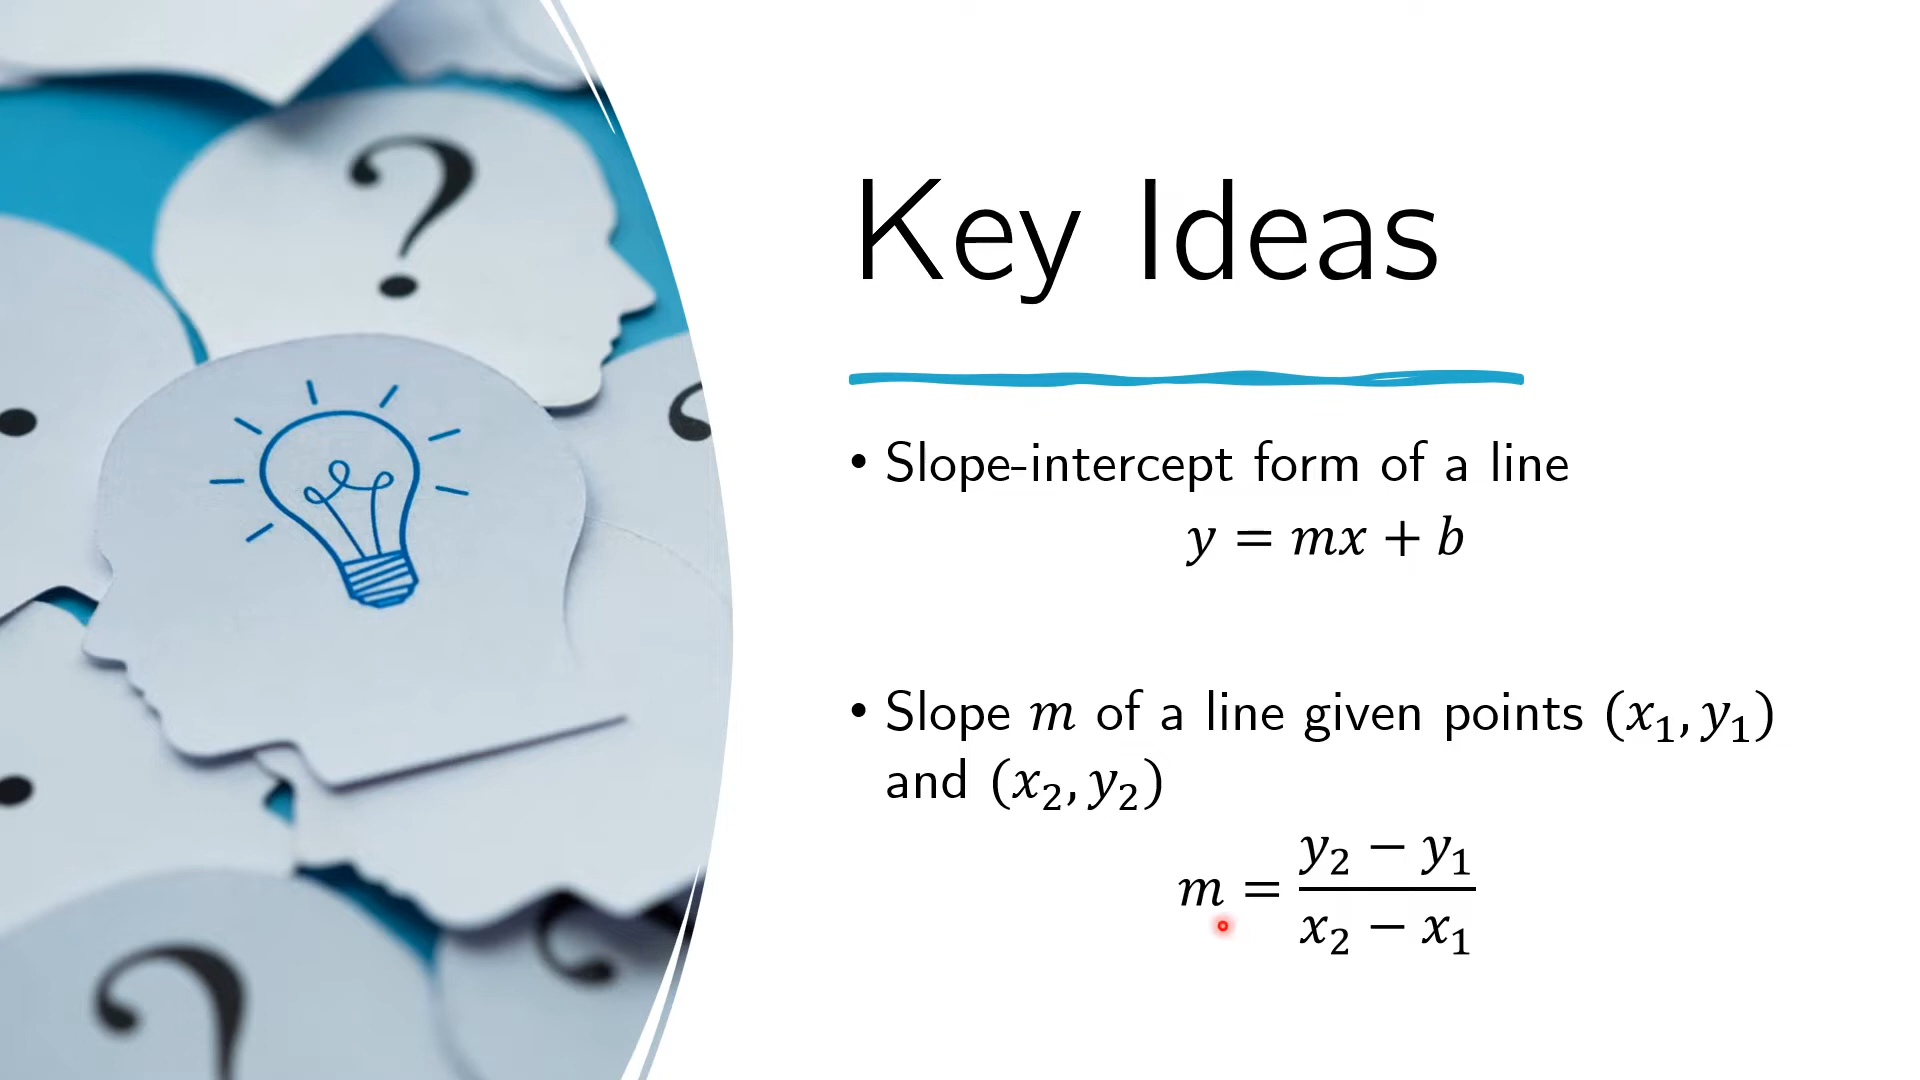 ?
Key Ideas
• Slope-intercept form of a line
y = mx + b
• Slope m of a line given points (x₁, y₁)
and (x₂, y₂)
m = \frac{y₂ − y₁}{x₂ − x₁}